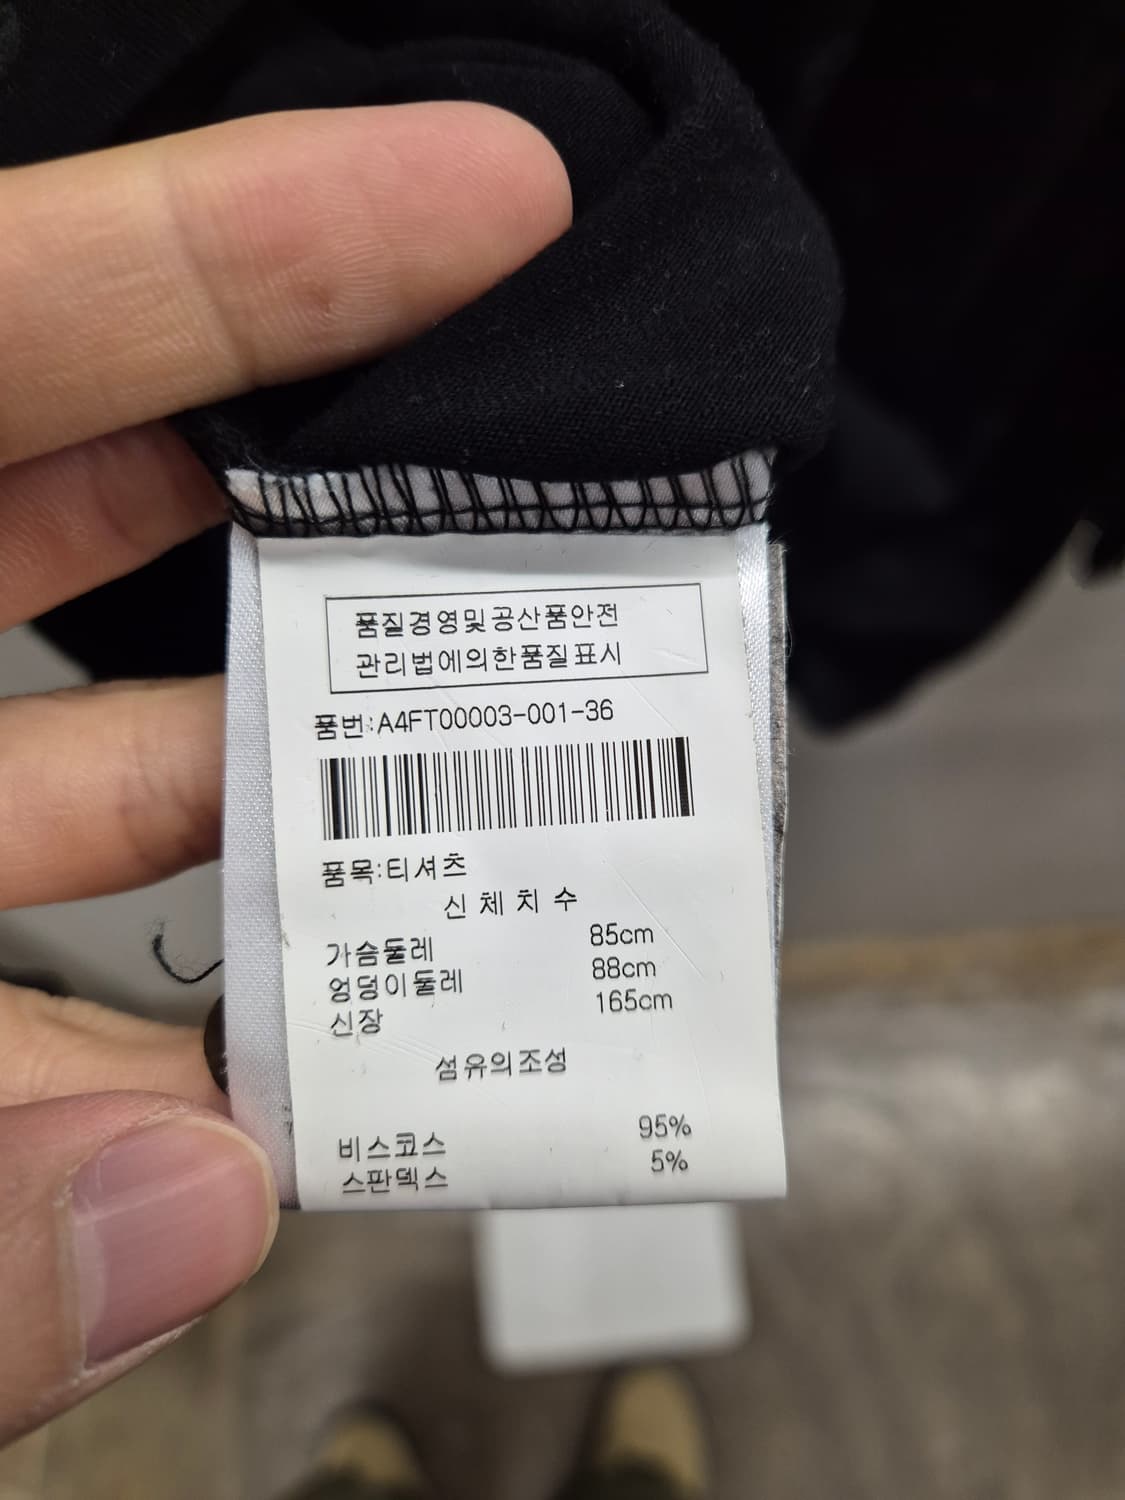 품질경영및공산품안전
관리법에의한품질표시
품번:A4FT00003-001-36
품목:티셔츠
신체치수
가슴둘레 85cm
엉덩이둘레 88cm
신장 165cm
섬유의조성
비스코스 95%
스판덱스 5%